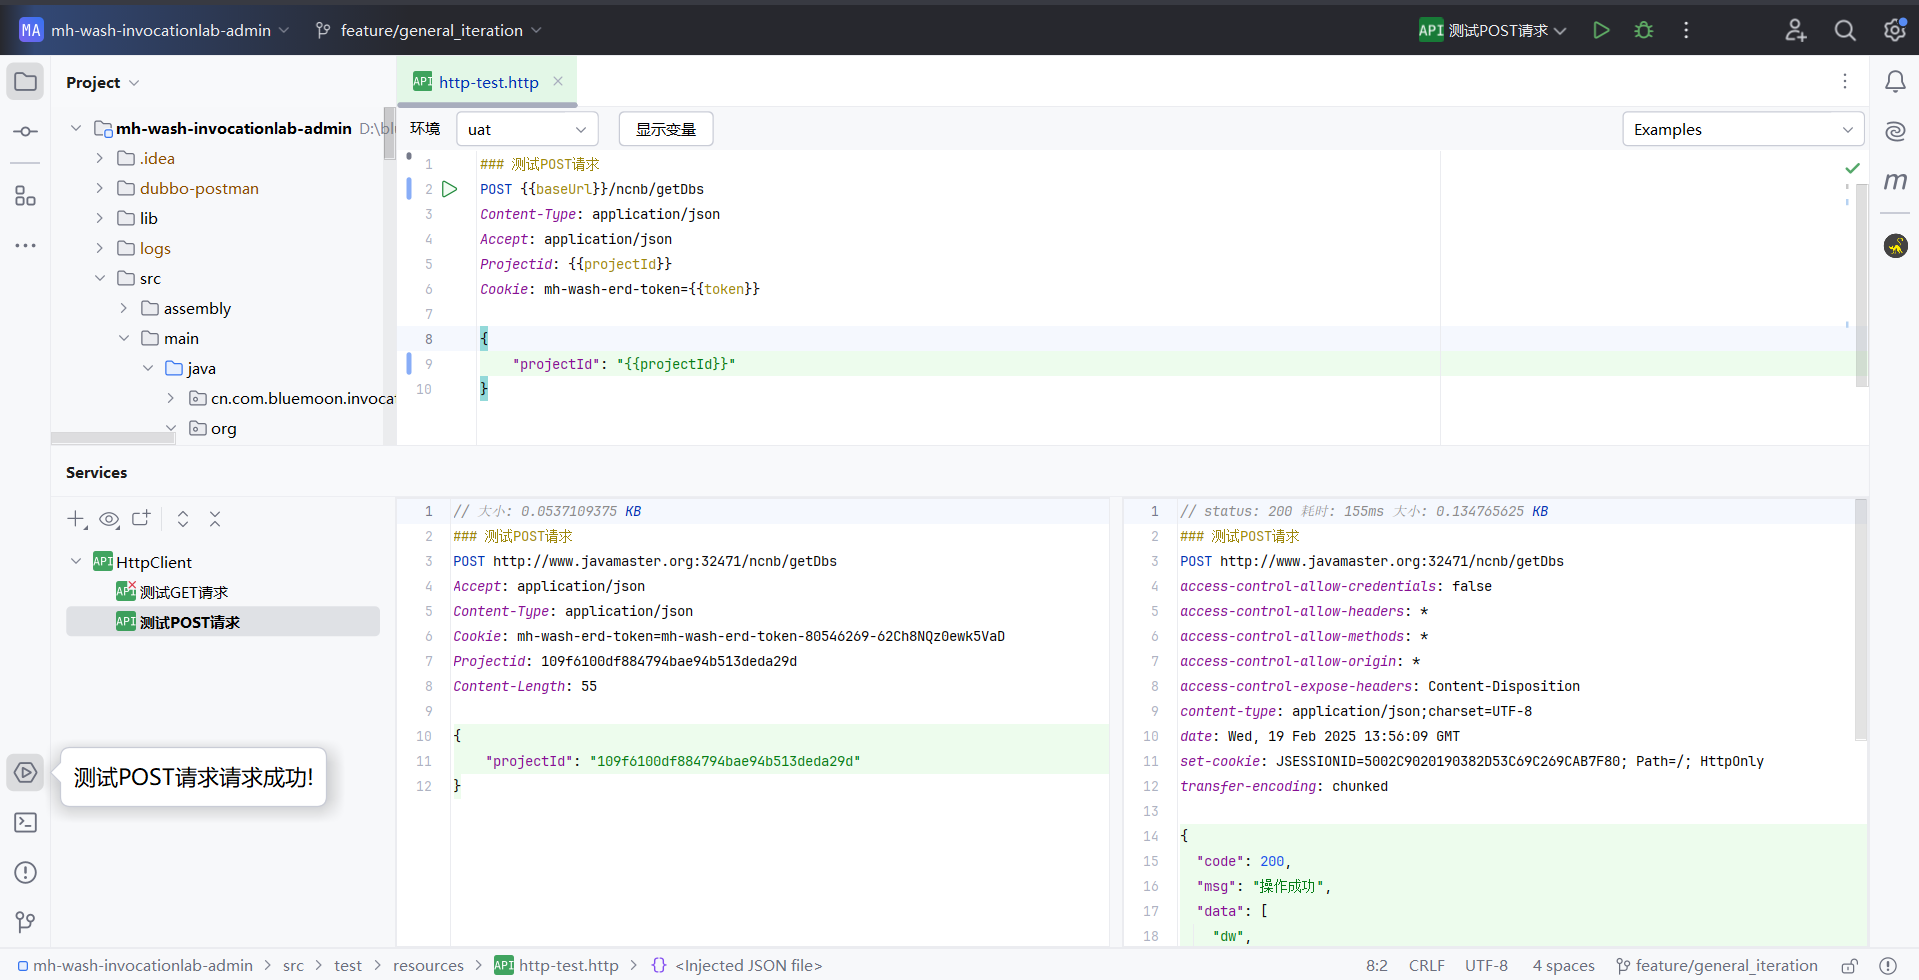 MA mh-wash-invocationlab-admin feature/general_iteration API 测试POST请求
Project
API http-test.http
mh-wash-invocationlab-admin
.idea
dubbo-postman
lib
logs
src
assembly
main
java
org
环境 uat 显示变量 Examples
1 ### 测试POST请求
2 POST {{baseUrl}}/ncnb/getDbs
3 Content-Type: application/json
4 Accept: application/json
5 Projectid: {{projectId}}
6 Cookie: mh-wash-erd-token={{token}}
7
8 {
9 "projectId": "{{projectId}}"
10 }
m
Services
API HttpClient
API 测试GET请求
API 测试POST请求
测试POST请求请求成功!
1 // 大小: 0.0537109375 KB
2 ### 测试POST请求
3 POST http://www.javamaster.org:32471/ncnb/getDbs
4 Accept: application/json
5 Content-Type: application/json
6 Cookie: mh-wash-erd-token=mh-wash-erd-token-80546269-62Ch8NQz0ewk5VaD
7 Projectid: 109f6100df884794bae94b513deda29d
8 Content-Length: 55
9
10 {
11 "projectId": "109f6100df884794bae94b513deda29d"
12 }
1 // status: 200 耗时: 155ms 大小: 0.134765625 KB
2 ### 测试POST请求
3 POST http://www.javamaster.org:32471/ncnb/getDbs
4 access-control-allow-credentials: false
5 access-control-allow-headers: *
6 access-control-allow-methods: *
7 access-control-allow-origin: *
8 access-control-expose-headers: Content-Disposition
9 content-type: application/json;charset=UTF-8
10 date: Wed, 19 Feb 2025 13:56:09 GMT
11 set-cookie: JSESSIONID=5002C9020190382D53C69C269CAB7F80; Path=/; HttpOnly
12 transfer-encoding: chunked
13
14 {
15 "code": 200,
16 "msg": "操作成功",
17 "data": [
18 "dw",
mh-wash-invocationlab-admin > src > test > resources > API http-test.http > {} <Injected JSON file>
8:2 CRLF UTF-8 4 spaces feature/general_iteration